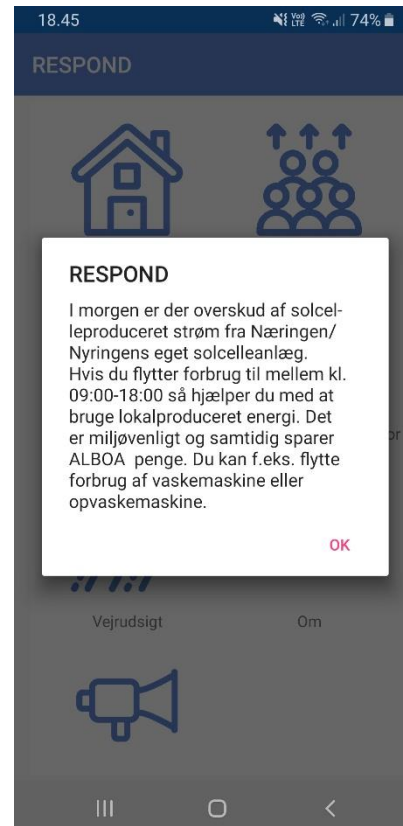 18.45 74%
RESPOND
RESPOND
I morgen er der overskud af solcel-
leproduceret strøm fra Næringen/
Nyringens eget solcelleanlæg.
Hvis du flytter forbrug til mellem kl.
09:00-18:00 så hjælper du med at
bruge lokalproduceret energi. Det
er miljøvenligt og samtidig sparer
ALBOA penge. Du kan f.eks. flytte
forbrug af vaskemaskine eller
opvaskemaskine.
OK
Vejrudsigt Om